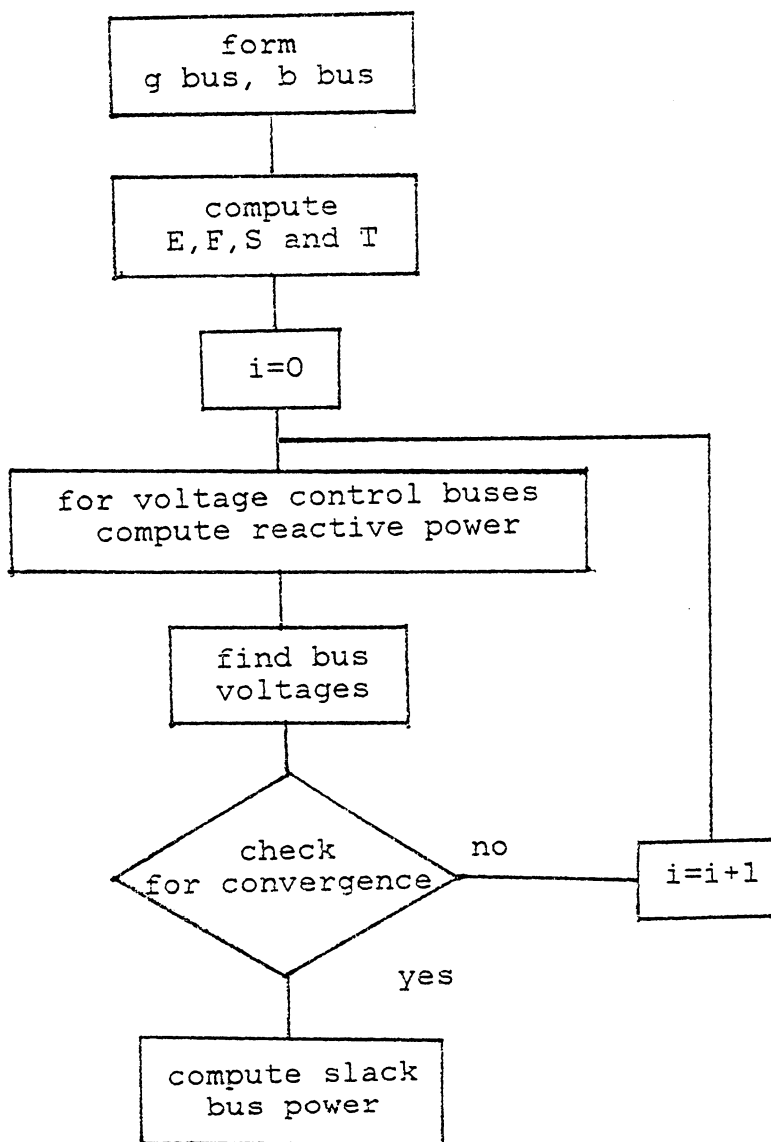 form
g bus, b bus
compute
E,F,S and T
i=0
for voltage control buses
compute reactive power
find bus
voltages
check
for convergence
no
i=i+1
yes
compute slack
bus power